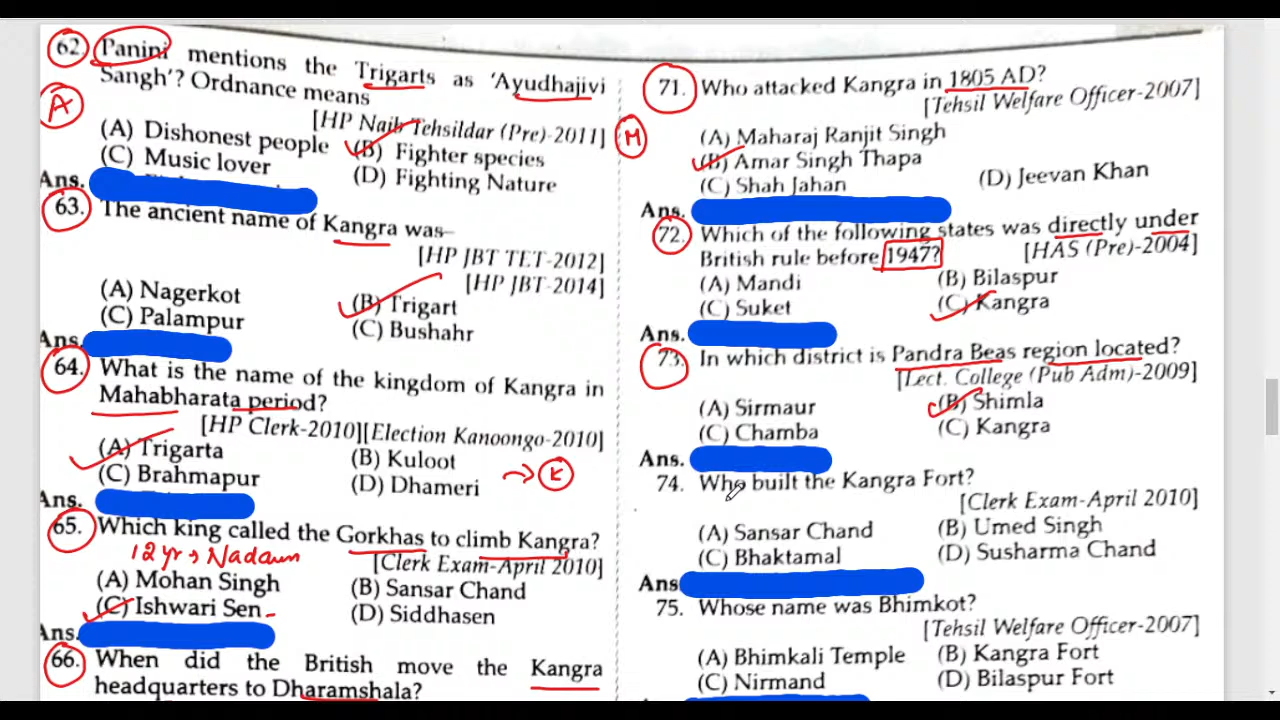 62. Panini mentions the Trigarts as 'Ayudhajivi
Sangh'? Ordnance means
[HP Naib Tehsildar (Pre)-2011]
A
(A) Dishonest people
(B) Fighter species
(C) Music lover
(D) Fighting Nature
Ans.
63. The ancient name of Kangra was–
[HP JBT TET-2012]
[HP JBT-2014]
(A) Nagerkot
(B) Trigart
(C) Palampur
(C) Bushahr
Ans.
64. What is the name of the kingdom of Kangra in
Mahabharata period?
[HP Clerk-2010][Election Kanoongo-2010]
(A) Trigarta
(B) Kuloot
(C) Brahmapur
(D) Dhameri → K
Ans.
65. Which king called the Gorkhas to climb Kangra?
12 yr → Nadaun
[Clerk Exam-April 2010]
(A) Mohan Singh
(B) Sansar Chand
(C) Ishwari Sen
(D) Siddhasen
Ans.
66. When did the British move the Kangra
headquarters to Dharamshala?
71. Who attacked Kangra in 1805 AD?
[Tehsil Welfare Officer-2007]
M
(A) Maharaj Ranjit Singh
(B) Amar Singh Thapa
(C) Shah Jahan
(D) Jeevan Khan
Ans.
72. Which of the following states was directly under
British rule before 1947?
[HAS (Pre)-2004]
(A) Mandi
(B) Bilaspur
(C) Suket
(C) Kangra
Ans.
73. In which district is Pandra Beas region located?
[Lect. College (Pub Adm)-2009]
(A) Sirmaur
(B) Shimla
(C) Chamba
(C) Kangra
Ans.
74. Who built the Kangra Fort?
[Clerk Exam-April 2010]
(A) Sansar Chand
(B) Umed Singh
(C) Bhaktamal
(D) Susharma Chand
Ans
75. Whose name was Bhimkot?
[Tehsil Welfare Officer-2007]
(A) Bhimkali Temple
(B) Kangra Fort
(C) Nirmand
(D) Bilaspur Fort